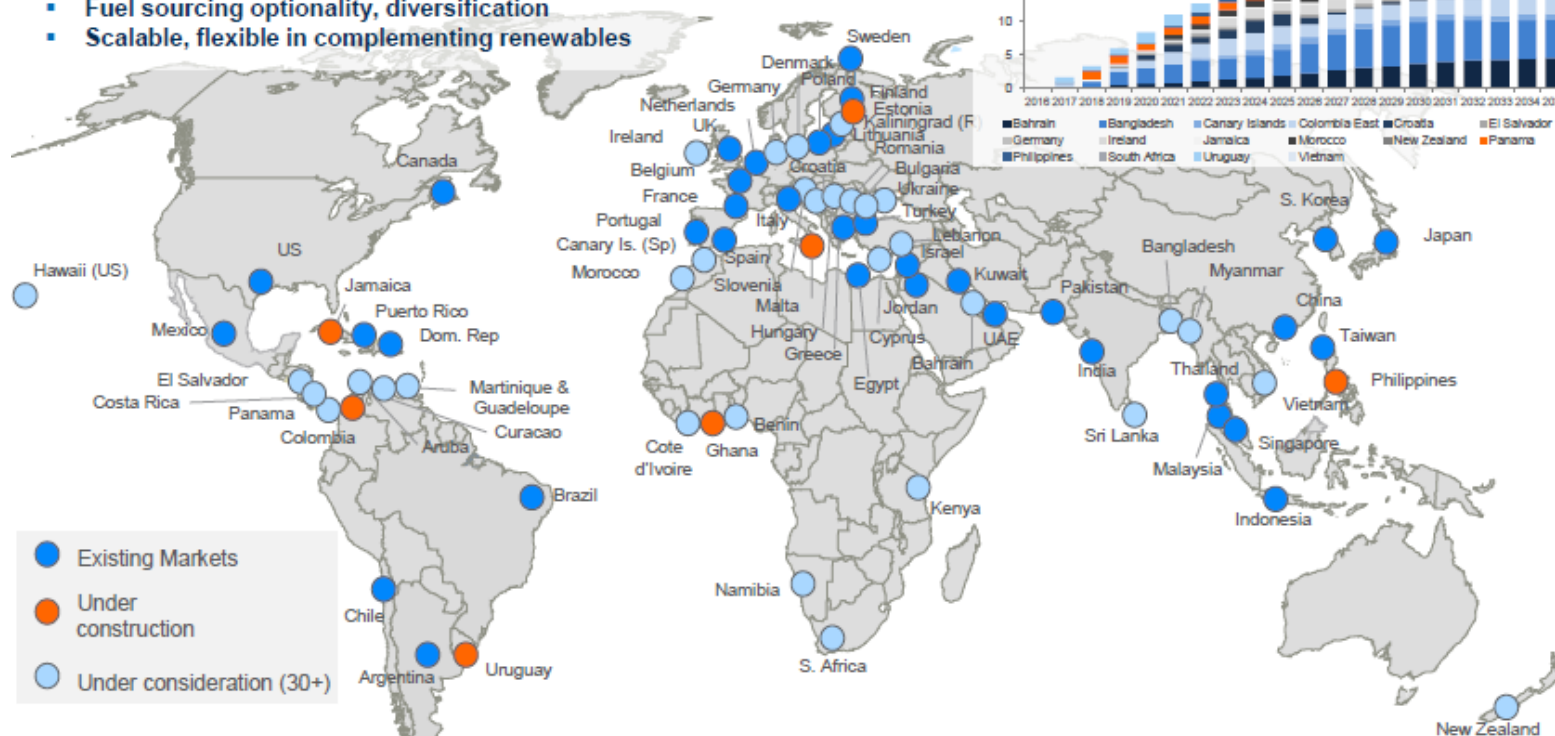 Fuel sourcing optionality, diversification
Scalable, flexible in complementing renewables
10
5
0
2016 2017 2018 2019 2020 2021 2022 2023 2024 2025 2026 2027 2028 2029 2030 2031 2032 2033 2034
Bahrain Bangladesh Canary Islands Colombia East Croatia El Salvador
Germany Ireland Jamaica Morocco New Zealand Panama
Philippines South Africa Uruguay Vietnam
Sweden
Denmark
Poland
Germany
Finland
Netherlands
Estonia
Kaliningrad (R
UK
Lithuania
Ireland
Romania
Canada
Belgium
Croatia
Bulgaria
Ukraine
France
S. Korea
Portugal
Italy
Turkey
Canary Is. (Sp)
Lebanon
Japan
US
Bangladesh
Spain
Israel
Hawaii (US)
Morocco
Kuwait
Myanmar
Jamaica
Slovenia
Pakistan
China
Malta
Jordan
Puerto Rico
Mexico
Dom. Rep
Hungary
Cyprus
UAE
Taiwan
Greece
Bahrain
India
Thailand
El Salvador
Martinique &
Guadeloupe
Egypt
Philippines
Costa Rica
Panama
Vietnam
Colombia
Curacao
Benin
Sri Lanka
Aruba
Cote
d'Ivoire
Ghana
Singapore
Malaysia
Brazil
Kenya
Indonesia
Existing Markets
Under
construction
Under consideration (30+)
Namibia
Chile
S. Africa
Argentina
Uruguay
New Zealand